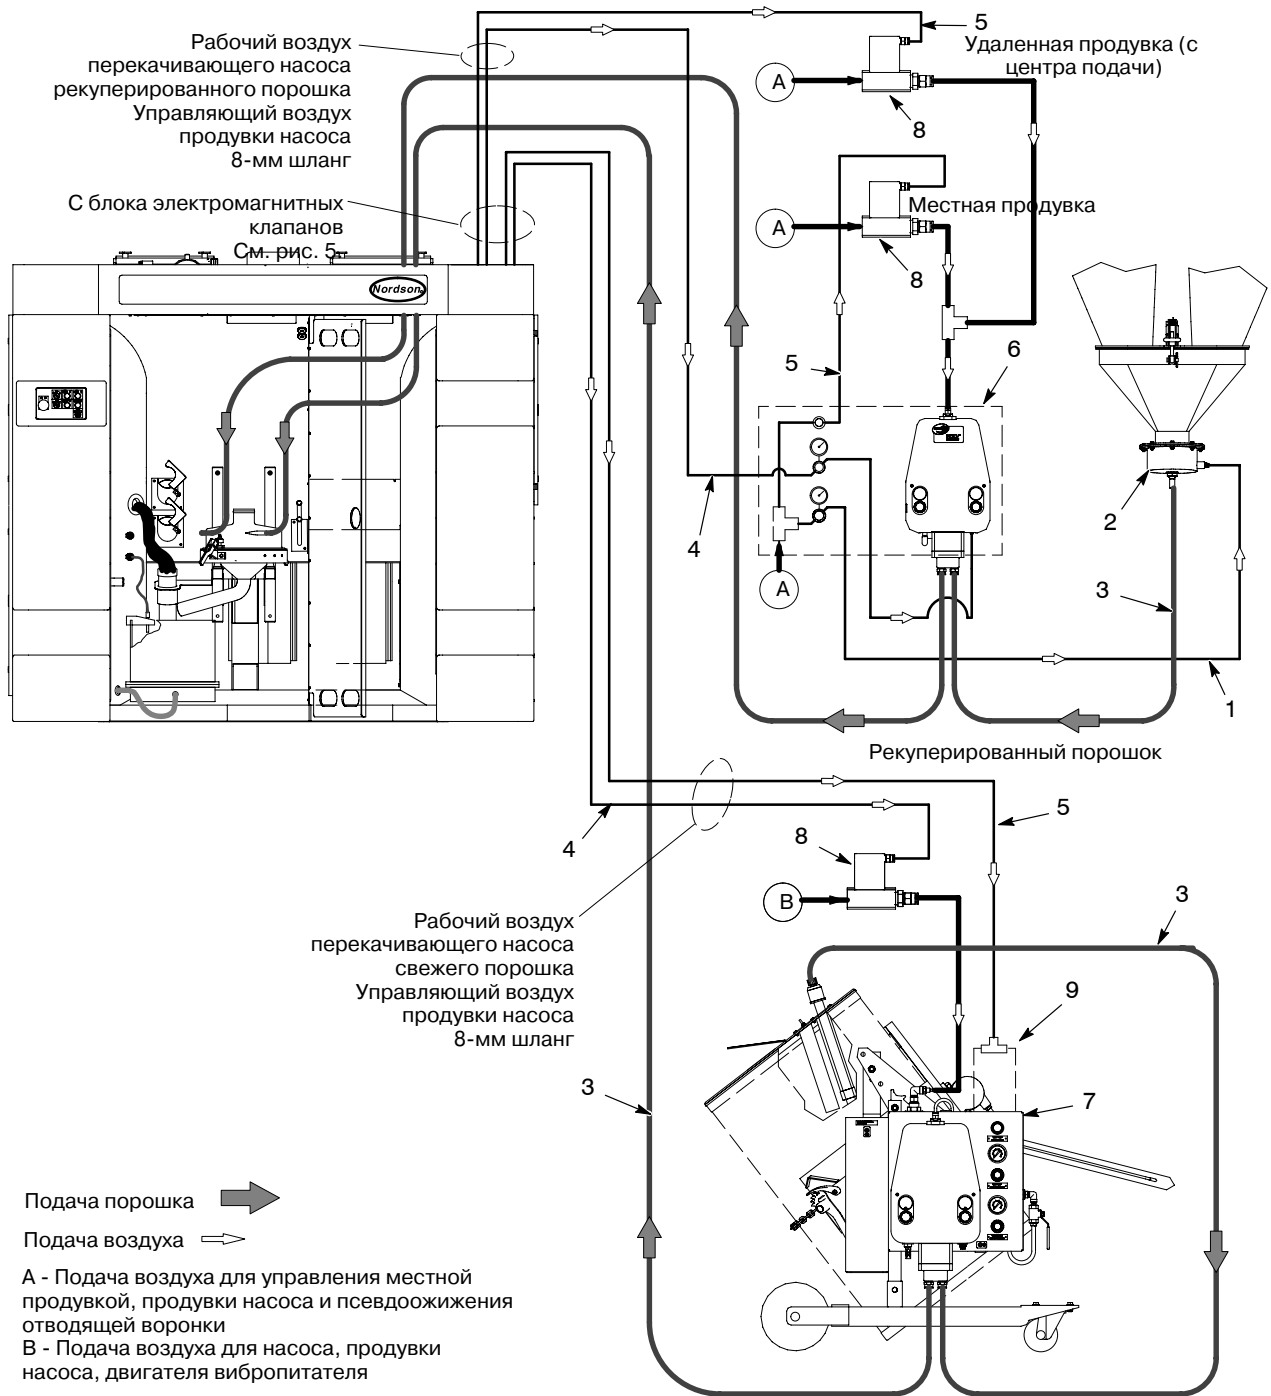 5
Удаленная продувка (с
центра подачи)
Рабочий воздух
перекачивающего насоса
рекуперированного порошка
Управляющий воздух
продувки насоса
8-мм шланг
A
8
С блока электромагнитных
клапанов
См. рис. 5
Местная продувка
A
8
Nordson
6
5
2
4
A
3
1
Рекуперированный порошок
5
4
8
B
3
Рабочий воздух
перекачивающего насоса
свежего порошка
Управляющий воздух
продувки насоса
8-мм шланг
9
3
7
Подача порошка
Подача воздуха
A - Подача воздуха для управления местной
продувкой, продувки насоса и псевдоожижения
отводящей воронки
B - Подача воздуха для насоса, продувки
насоса, двигателя вибропитателя